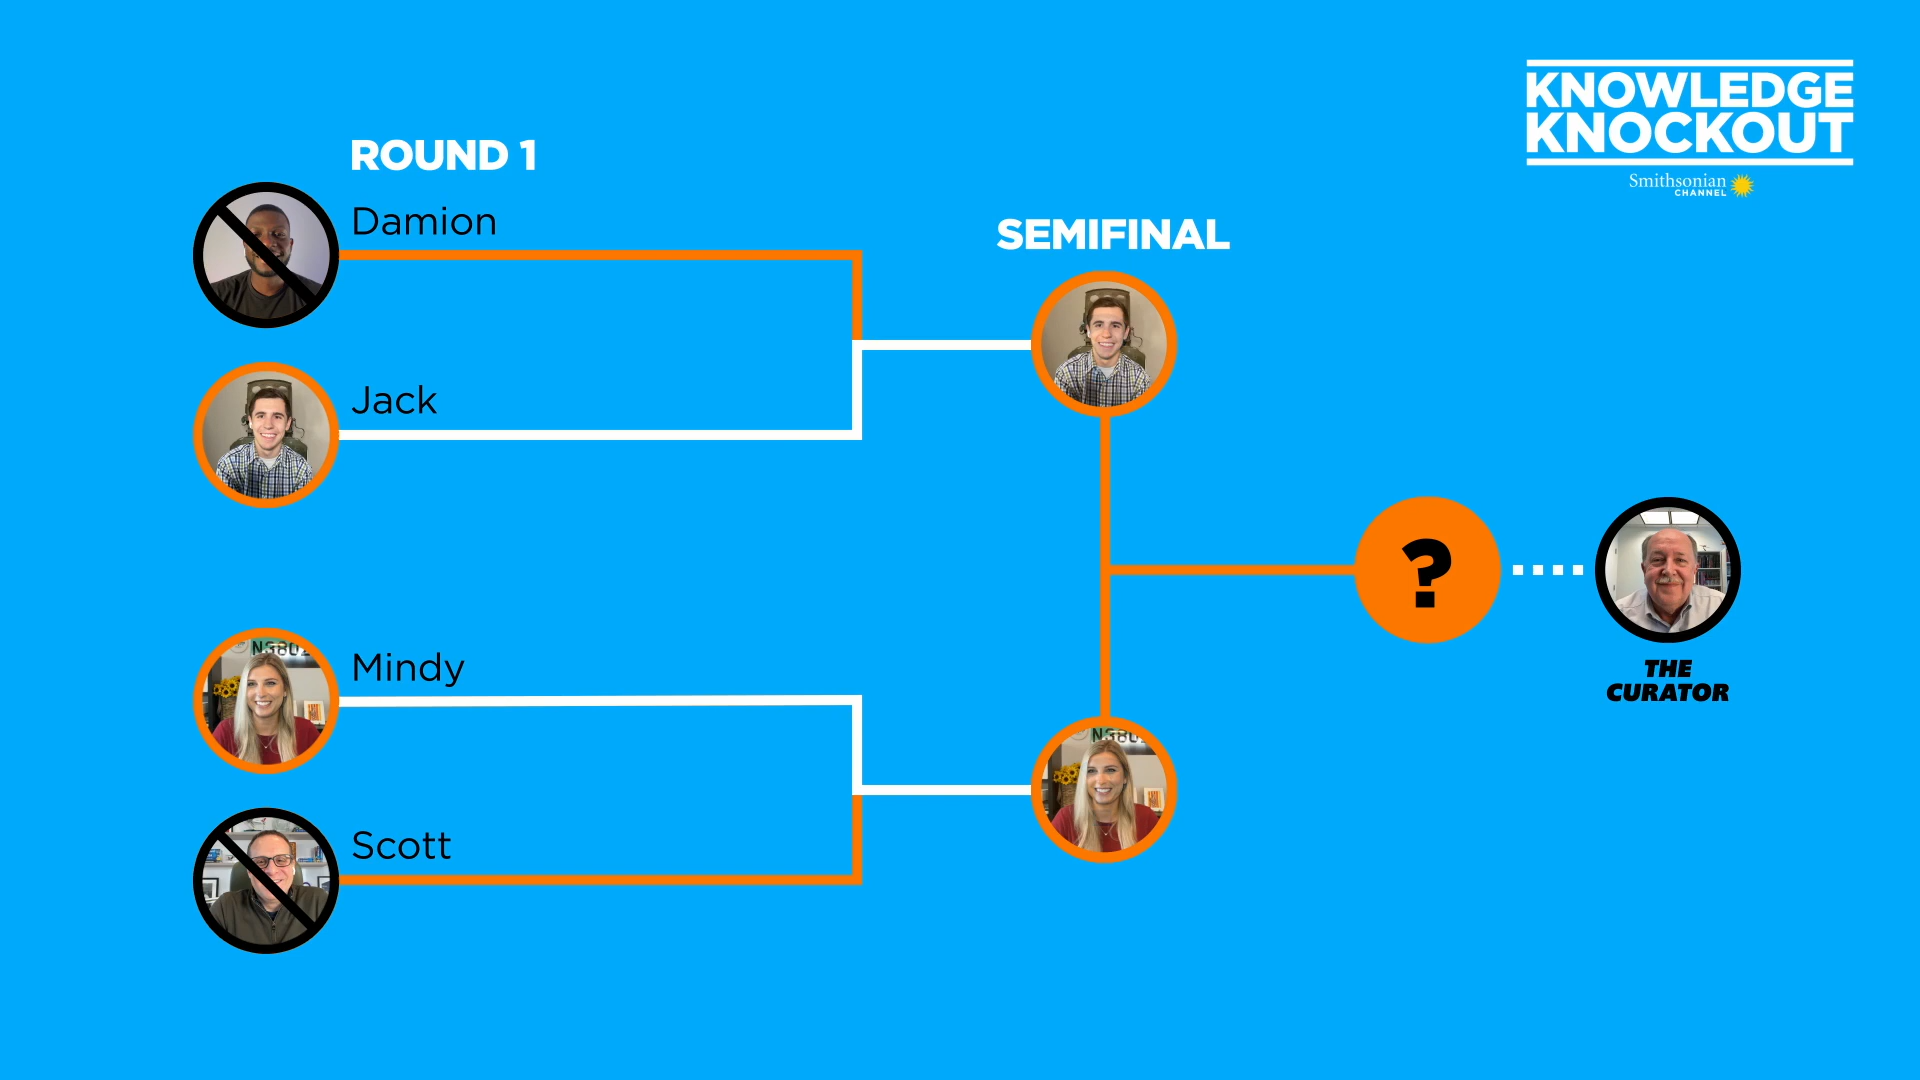 KNOWLEDGE
KNOCKOUT
Smithsonian
CHANNEL
ROUND 1
Damion
SEMIFINAL
Jack
?
THE
CURATOR
Mindy
Scott